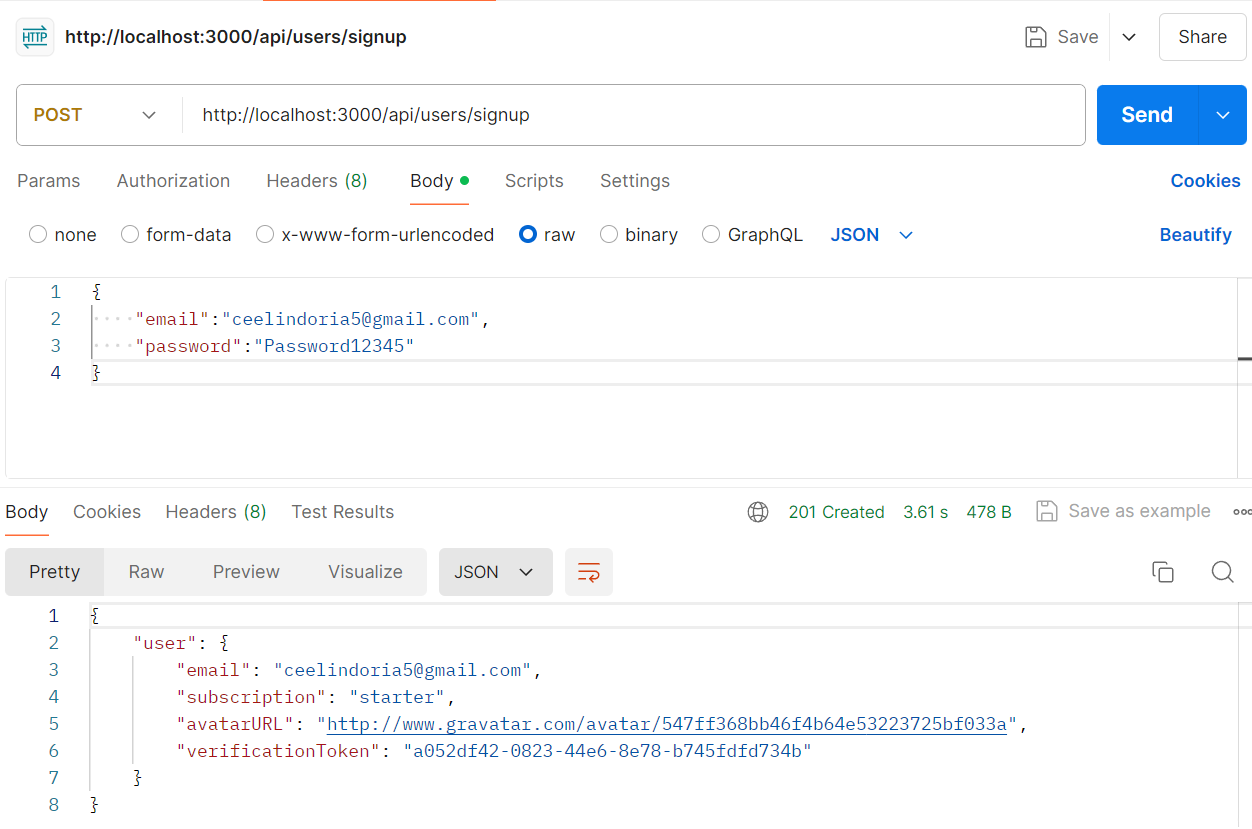 HTTP http://localhost:3000/api/users/signup Save Share
POST http://localhost:3000/api/users/signup Send
Params Authorization Headers (8) Body Scripts Settings Cookies
none form-data x-www-form-urlencoded raw binary GraphQL JSON Beautify
1 {
2 "email":"ceelindoria5@gmail.com",
3 "password":"Password12345"
4 }
Body Cookies Headers (8) Test Results 201 Created 3.61 s 478 B Save as example
Pretty Raw Preview Visualize JSON
1 {
2 "user": {
3 "email": "ceelindoria5@gmail.com",
4 "subscription": "starter",
5 "avatarURL": "http://www.gravatar.com/avatar/547ff368bb46f4b64e53223725bf033a",
6 "verificationToken": "a052df42-0823-44e6-8e78-b745fdfd734b"
7 }
8 }